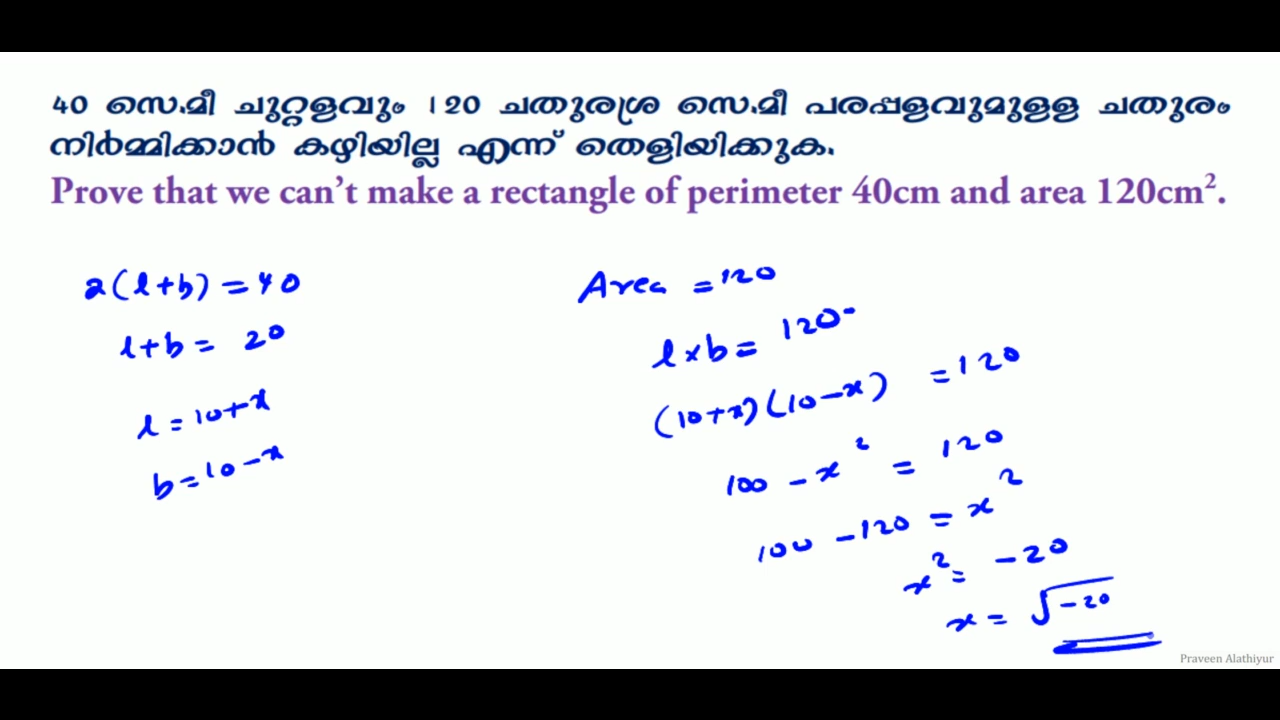 40 സെ.മീ ചുറ്റളവും 120 ചതുരശ്ര സെ.മീ പരപ്പളവുമുളള ചതുരം
നിർമ്മിക്കാൻ കഴിയില്ല എന്ന് തെളിയിക്കുക.
Prove that we can’t make a rectangle of perimeter 40cm and area 120cm².
2(l+b) = 40
l+b = 20
l = 10+x
b = 10-x
Area = 120
l×b = 120
(10+x)(10-x) = 120
100 - x² = 120
100 - 120 = x²
x² = -20
x = √-20
Praveen Alathiyur